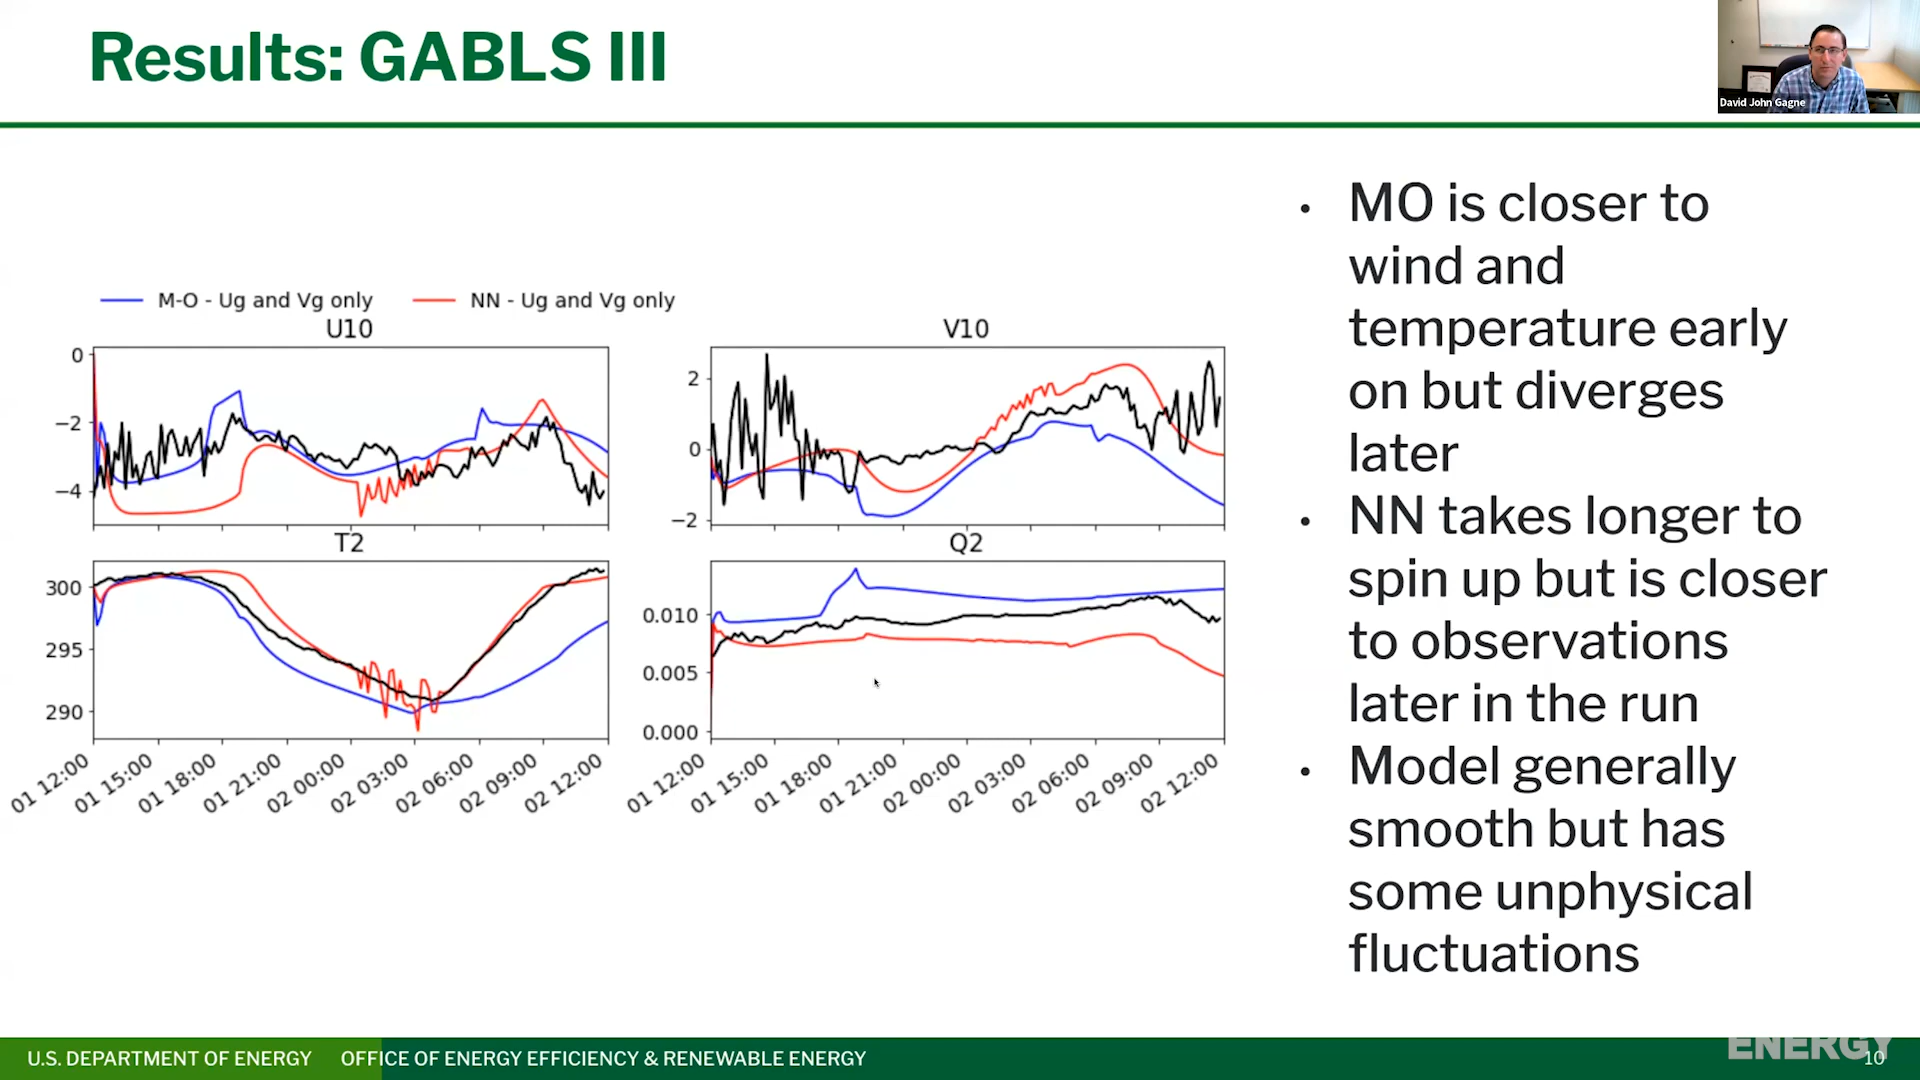 Results: GABLS III
David John Gagne
M-O - Ug and Vg only
NN - Ug and Vg only
U10
0
−2
−4
V10
2
0
−2
T2
300
295
290
01 12:00
01 15:00
01 18:00
01 21:00
02 00:00
02 03:00
02 06:00
02 09:00
02 12:00
Q2
0.010
0.005
0.000
01 12:00
01 15:00
01 18:00
01 21:00
02 00:00
02 03:00
02 06:00
02 09:00
02 12:00
• MO is closer to
wind and
temperature early
on but diverges
later
• NN takes longer to
spin up but is closer
to observations
later in the run
• Model generally
smooth but has
some unphysical
fluctuations
U.S. DEPARTMENT OF ENERGY
OFFICE OF ENERGY EFFICIENCY & RENEWABLE ENERGY
ENERGY
10